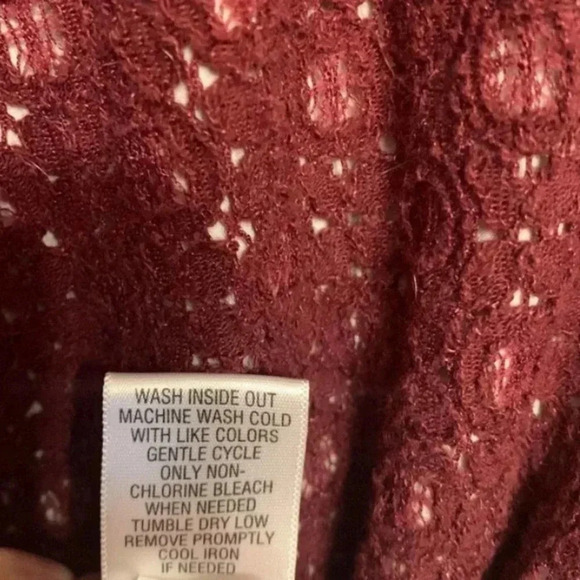 WASH INSIDE OUT
MACHINE WASH COLD
WITH LIKE COLORS
GENTLE CYCLE
ONLY NON-
CHLORINE BLEACH
WHEN NEEDED
TUMBLE DRY LOW
REMOVE PROMPTLY
COOL IRON
IF NEEDED